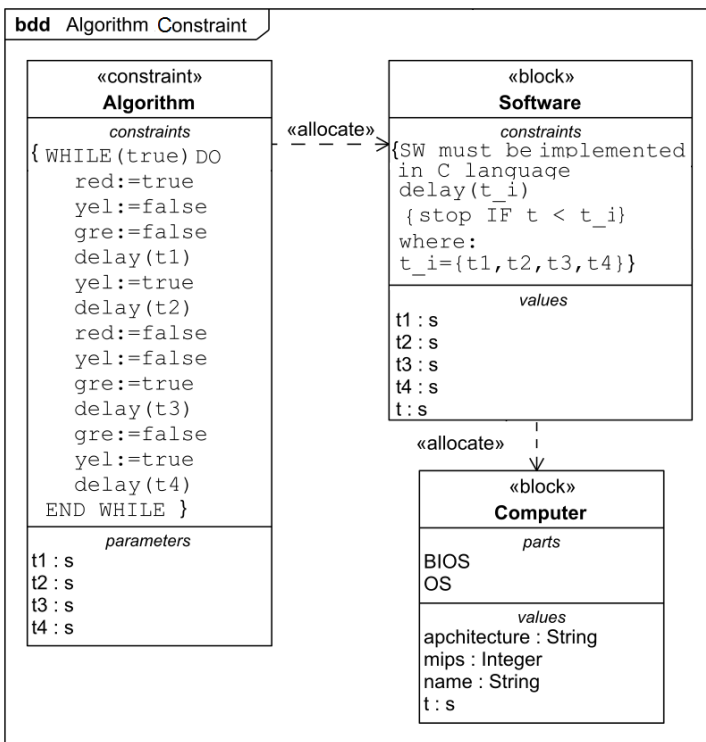 bdd Algorithm Constraint
«constraint»
Algorithm
constraints
{ WHILE(true) DO
red:=true
yel:=false
gre:=false
delay(t1)
yel:=true
delay(t2)
red:=false
yel:=false
gre:=true
delay(t3)
gre:=false
yel:=true
delay(t4)
END WHILE }
parameters
t1 : s
t2 : s
t3 : s
t4 : s
«allocate»
«block»
Software
constraints
{SW must be implemented
in C language
delay(t_i)
{stop IF t < t_i}
where:
t_i={t1,t2,t3,t4}}
values
t1 : s
t2 : s
t3 : s
t4 : s
t : s
«allocate»
«block»
Computer
parts
BIOS
OS
values
apchitecture : String
mips : Integer
name : String
t : s